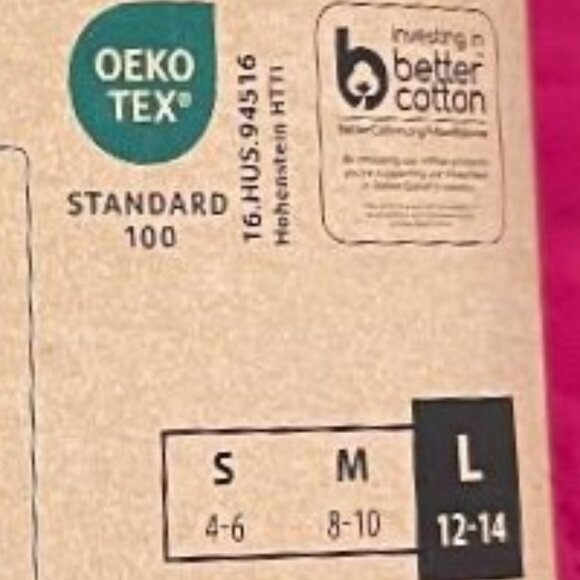 OEKO
TEX®
STANDARD
100
16.HUS.94516
Hohenstein HTTI
investing in
better
cotton
S M L
4-6 8-10 12-14